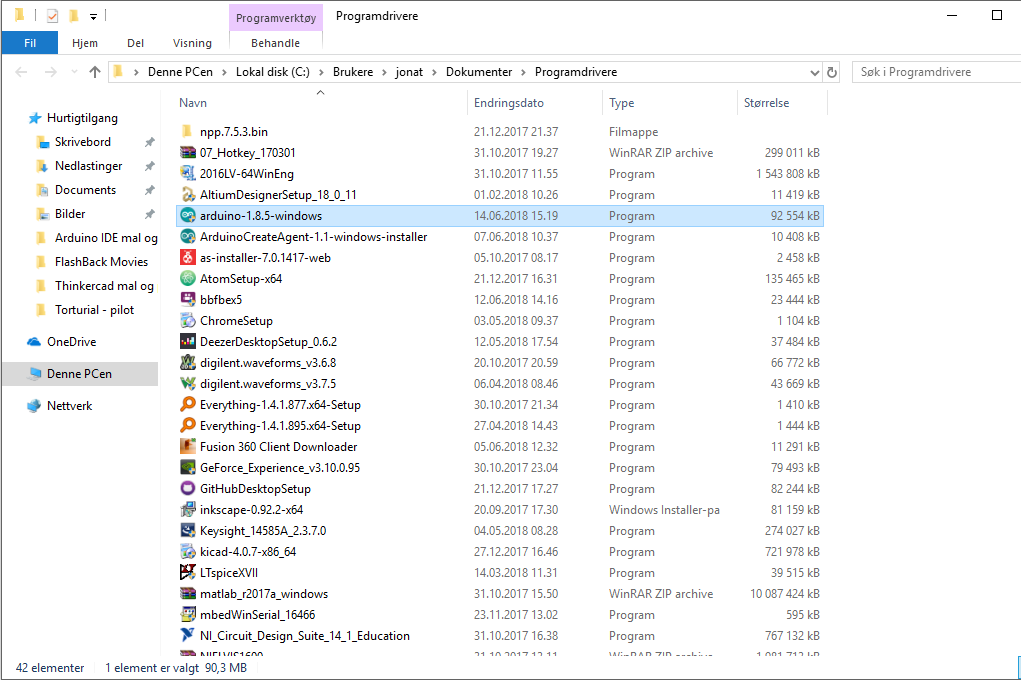 Programverktøy Programdrivere
Fil Hjem Del Visning Behandle
Denne PCen Lokal disk (C:) Brukere jonat Dokumenter Programdrivere Søk i Programdrivere
Navn Endringsdato Type Størrelse
Hurtigtilgang
Skrivebord
Nedlastinger
Documents
Bilder
Arduino IDE mal og
FlashBack Movies
Thinkercad mal og
Torturial - pilot
OneDrive
Denne PCen
Nettverk
npp.7.5.3.bin 21.12.2017 21.37 Filmappe
07_Hotkey_170301 31.10.2017 19.27 WinRAR ZIP archive 299 011 kB
2016LV-64WinEng 31.10.2017 11.55 Program 1 543 808 kB
AltiumDesignerSetup_18_0_11 01.02.2018 10.26 Program 11 419 kB
arduino-1.8.5-windows 14.06.2018 15.19 Program 92 554 kB
ArduinoCreateAgent-1.1-windows-installer 07.06.2018 10.37 Program 10 408 kB
as-installer-7.0.1417-web 05.10.2017 08.17 Program 2 458 kB
AtomSetup-x64 21.12.2017 16.31 Program 135 465 kB
bbfbex5 12.06.2018 14.16 Program 23 444 kB
ChromeSetup 03.05.2018 09.37 Program 1 104 kB
DeezerDesktopSetup_0.6.2 12.05.2018 17.54 Program 37 484 kB
digilent.waveforms_v3.6.8 20.10.2017 20.59 Program 66 772 kB
digilent.waveforms_v3.7.5 06.04.2018 08.46 Program 43 669 kB
Everything-1.4.1.877.x64-Setup 30.10.2017 21.34 Program 1 410 kB
Everything-1.4.1.895.x64-Setup 27.04.2018 14.43 Program 1 444 kB
Fusion 360 Client Downloader 05.06.2018 12.32 Program 11 291 kB
GeForce_Experience_v3.10.0.95 30.10.2017 23.04 Program 79 493 kB
GitHubDesktopSetup 21.12.2017 17.27 Program 82 244 kB
inkscape-0.92.2-x64 20.09.2017 17.30 Windows Installer-pa 81 159 kB
Keysight_14585A_2.3.7.0 04.05.2018 08.28 Program 274 027 kB
kicad-4.0.7-x86_64 27.12.2017 16.46 Program 721 978 kB
LTspiceXVII 14.03.2018 11.31 Program 39 515 kB
matlab_r2017a_windows 31.10.2017 15.50 WinRAR ZIP archive 10 087 424 kB
mbedWinSerial_16466 23.11.2017 13.02 Program 595 kB
NI_Circuit_Design_Suite_14_1_Education 31.10.2017 16.38 Program 767 132 kB
42 elementer 1 element er valgt 90,3 MB